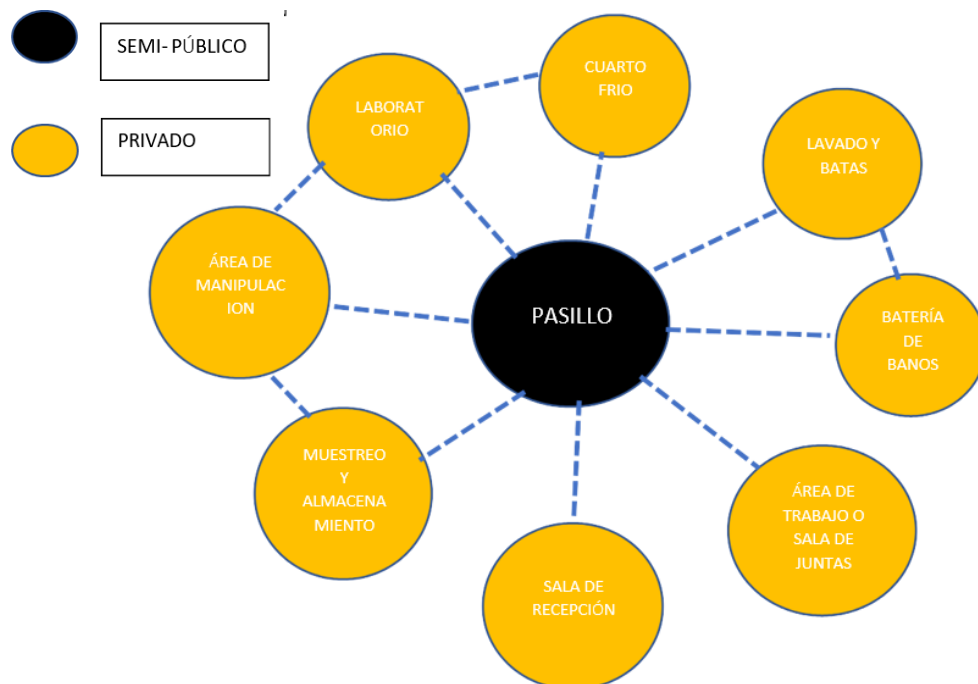 SEMI- PÚBLICO
PRIVADO
LABORAT
ORIO
CUARTO
FRIO
LAVADO Y
BATAS
ÁREA DE
MANIPULAC
ION
PASILLO
BATERÍA
DE
BANOS
MUESTREO
Y
ALMACENA
MIENTO
ÁREA DE
TRABAJO O
SALA DE
JUNTAS
SALA DE
RECEPCIÓN